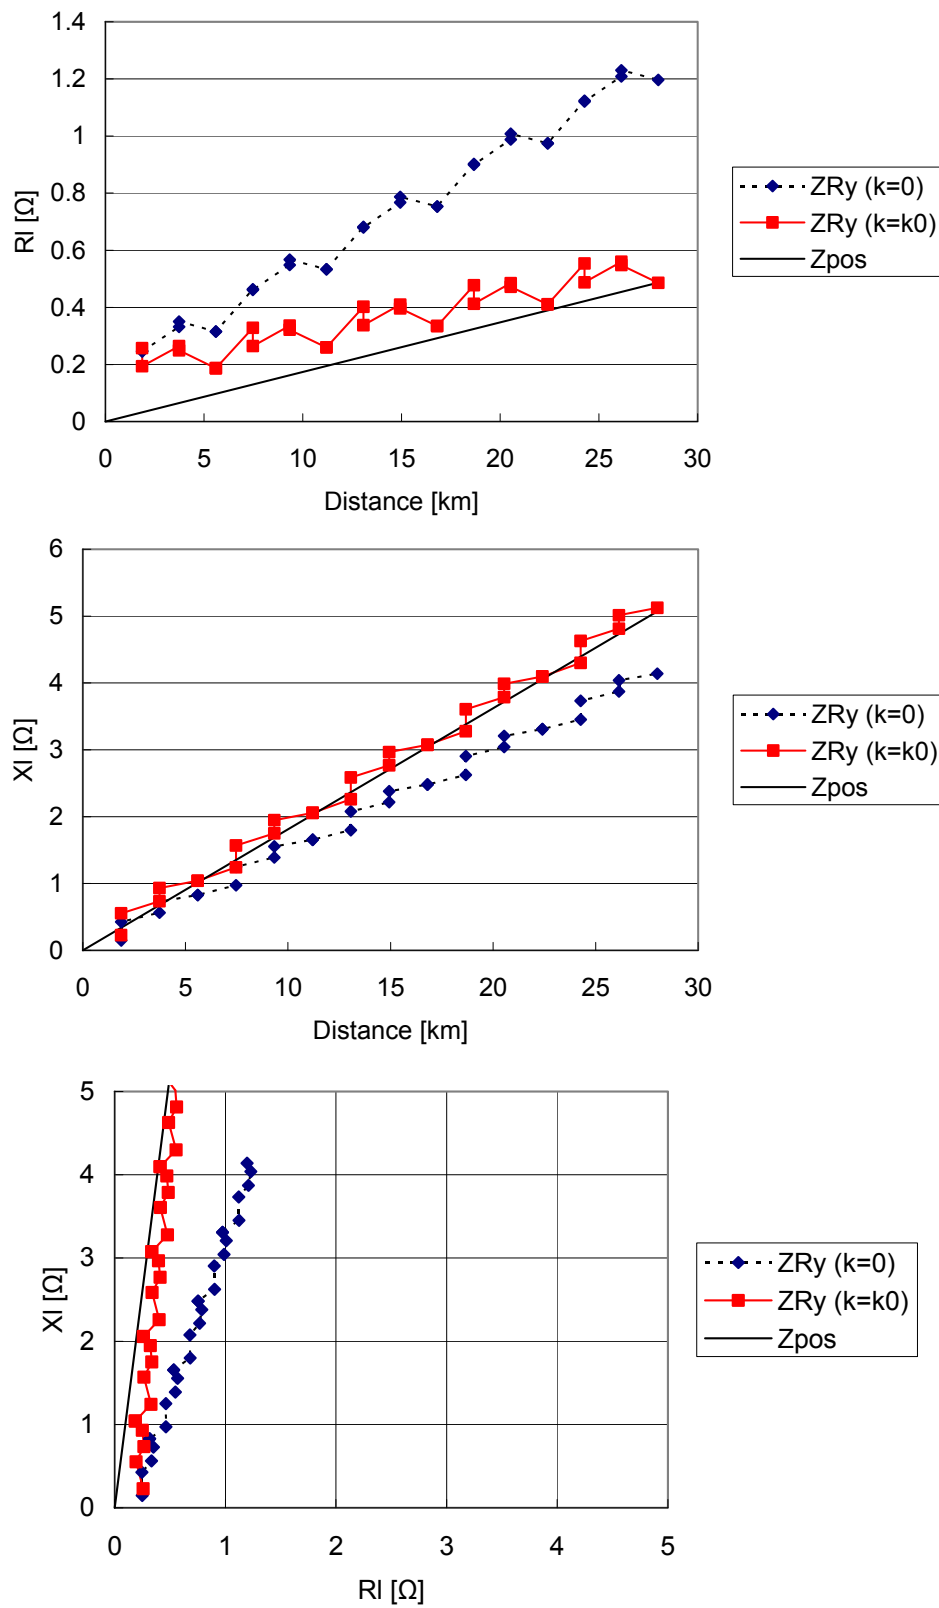 1.4
1.2
1
0.8
0.6
0.4
0.2
0
Rl [Ω]
0 5 10 15 20 25 30
Distance [km]
ZRy (k=0)
ZRy (k=k0)
Zpos
6
5
4
3
2
1
0
Xl [Ω]
0 5 10 15 20 25 30
Distance [km]
ZRy (k=0)
ZRy (k=k0)
Zpos
5
4
3
2
1
0
Xl [Ω]
0 1 2 3 4 5
Rl [Ω]
ZRy (k=0)
ZRy (k=k0)
Zpos